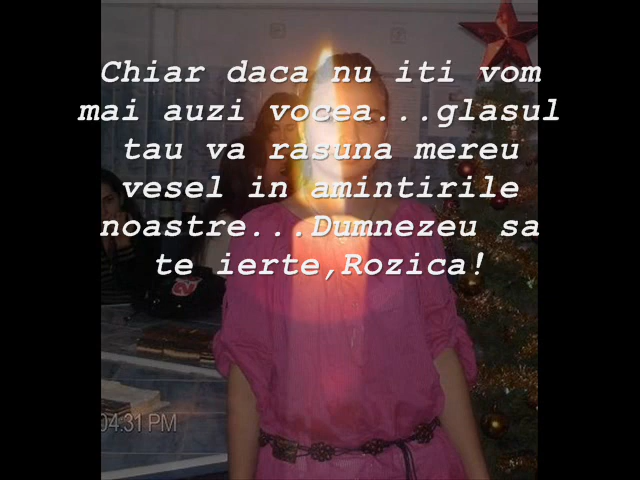 Chiar daca nu iti vom
mai auzi vocea...glasul
tau va rasuna mereu
vesel in amintirile
noastre...Dumnezeu sa
te ierte,Rozica!
04:31 PM